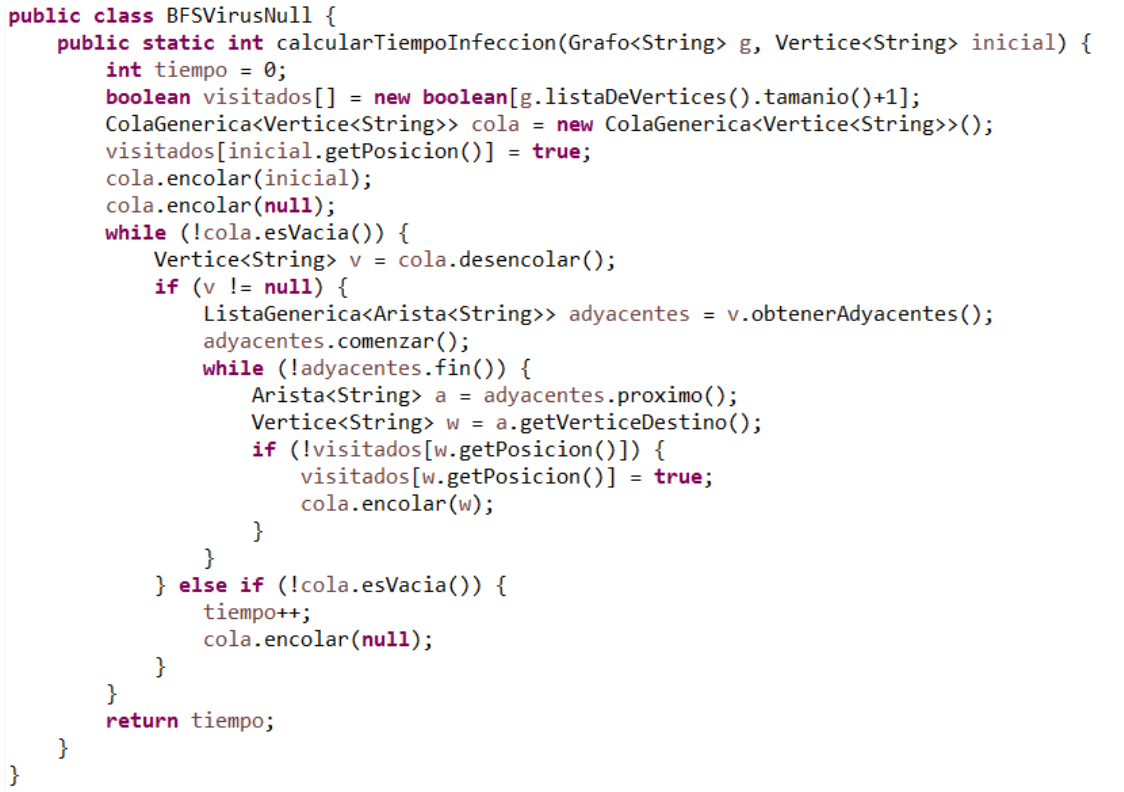 public class BFSVirusNull {
    public static int calcularTiempoInfeccion(Grafo<String> g, Vertice<String> inicial) {
        int tiempo = 0;
        boolean visitados[] = new boolean[g.listaDeVertices().tamanio()+1];
        ColaGenerica<Vertice<String>> cola = new ColaGenerica<Vertice<String>>();
        visitados[inicial.getPosicion()] = true;
        cola.encolar(inicial);
        cola.encolar(null);
        while (!cola.esVacia()) {
            Vertice<String> v = cola.desencolar();
            if (v != null) {
                ListaGenerica<Arista<String>> adyacentes = v.obtenerAdyacentes();
                adyacentes.comenzar();
                while (!adyacentes.fin()) {
                    Arista<String> a = adyacentes.proximo();
                    Vertice<String> w = a.getVerticeDestino();
                    if (!visitados[w.getPosicion()]) {
                        visitados[w.getPosicion()] = true;
                        cola.encolar(w);
                    }
                }
            } else if (!cola.esVacia()) {
                tiempo++;
                cola.encolar(null);
            }
        }
        return tiempo;
    }
}